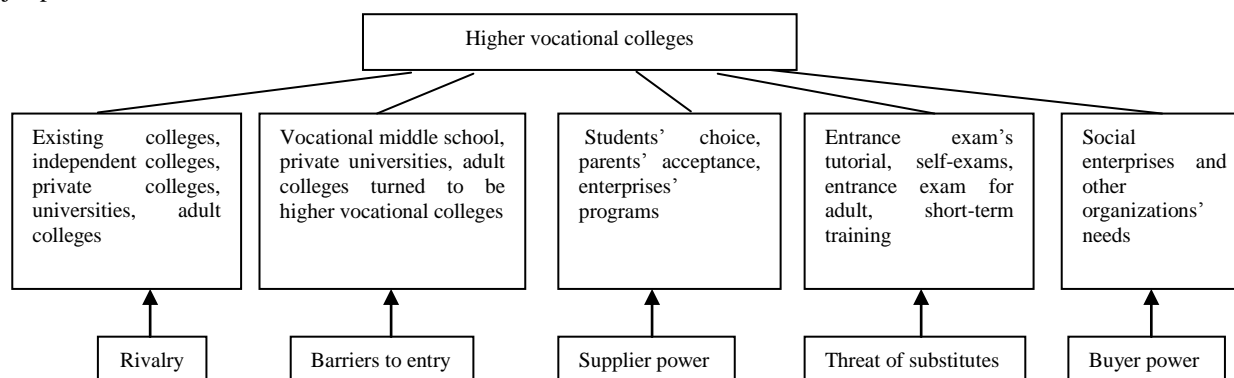 Higher vocational colleges
Existing colleges,
independent colleges,
private colleges,
universities, adult
colleges
Vocational middle school,
private universities, adult
colleges turned to be
higher vocational colleges
Students’ choice,
parents’ acceptance,
enterprises’
programs
Entrance exam’s
tutorial, self-exams,
entrance exam for
adult, short-term
training
Social
enterprises and
other
organizations’
needs
Rivalry
Barriers to entry
Supplier power
Threat of substitutes
Buyer power